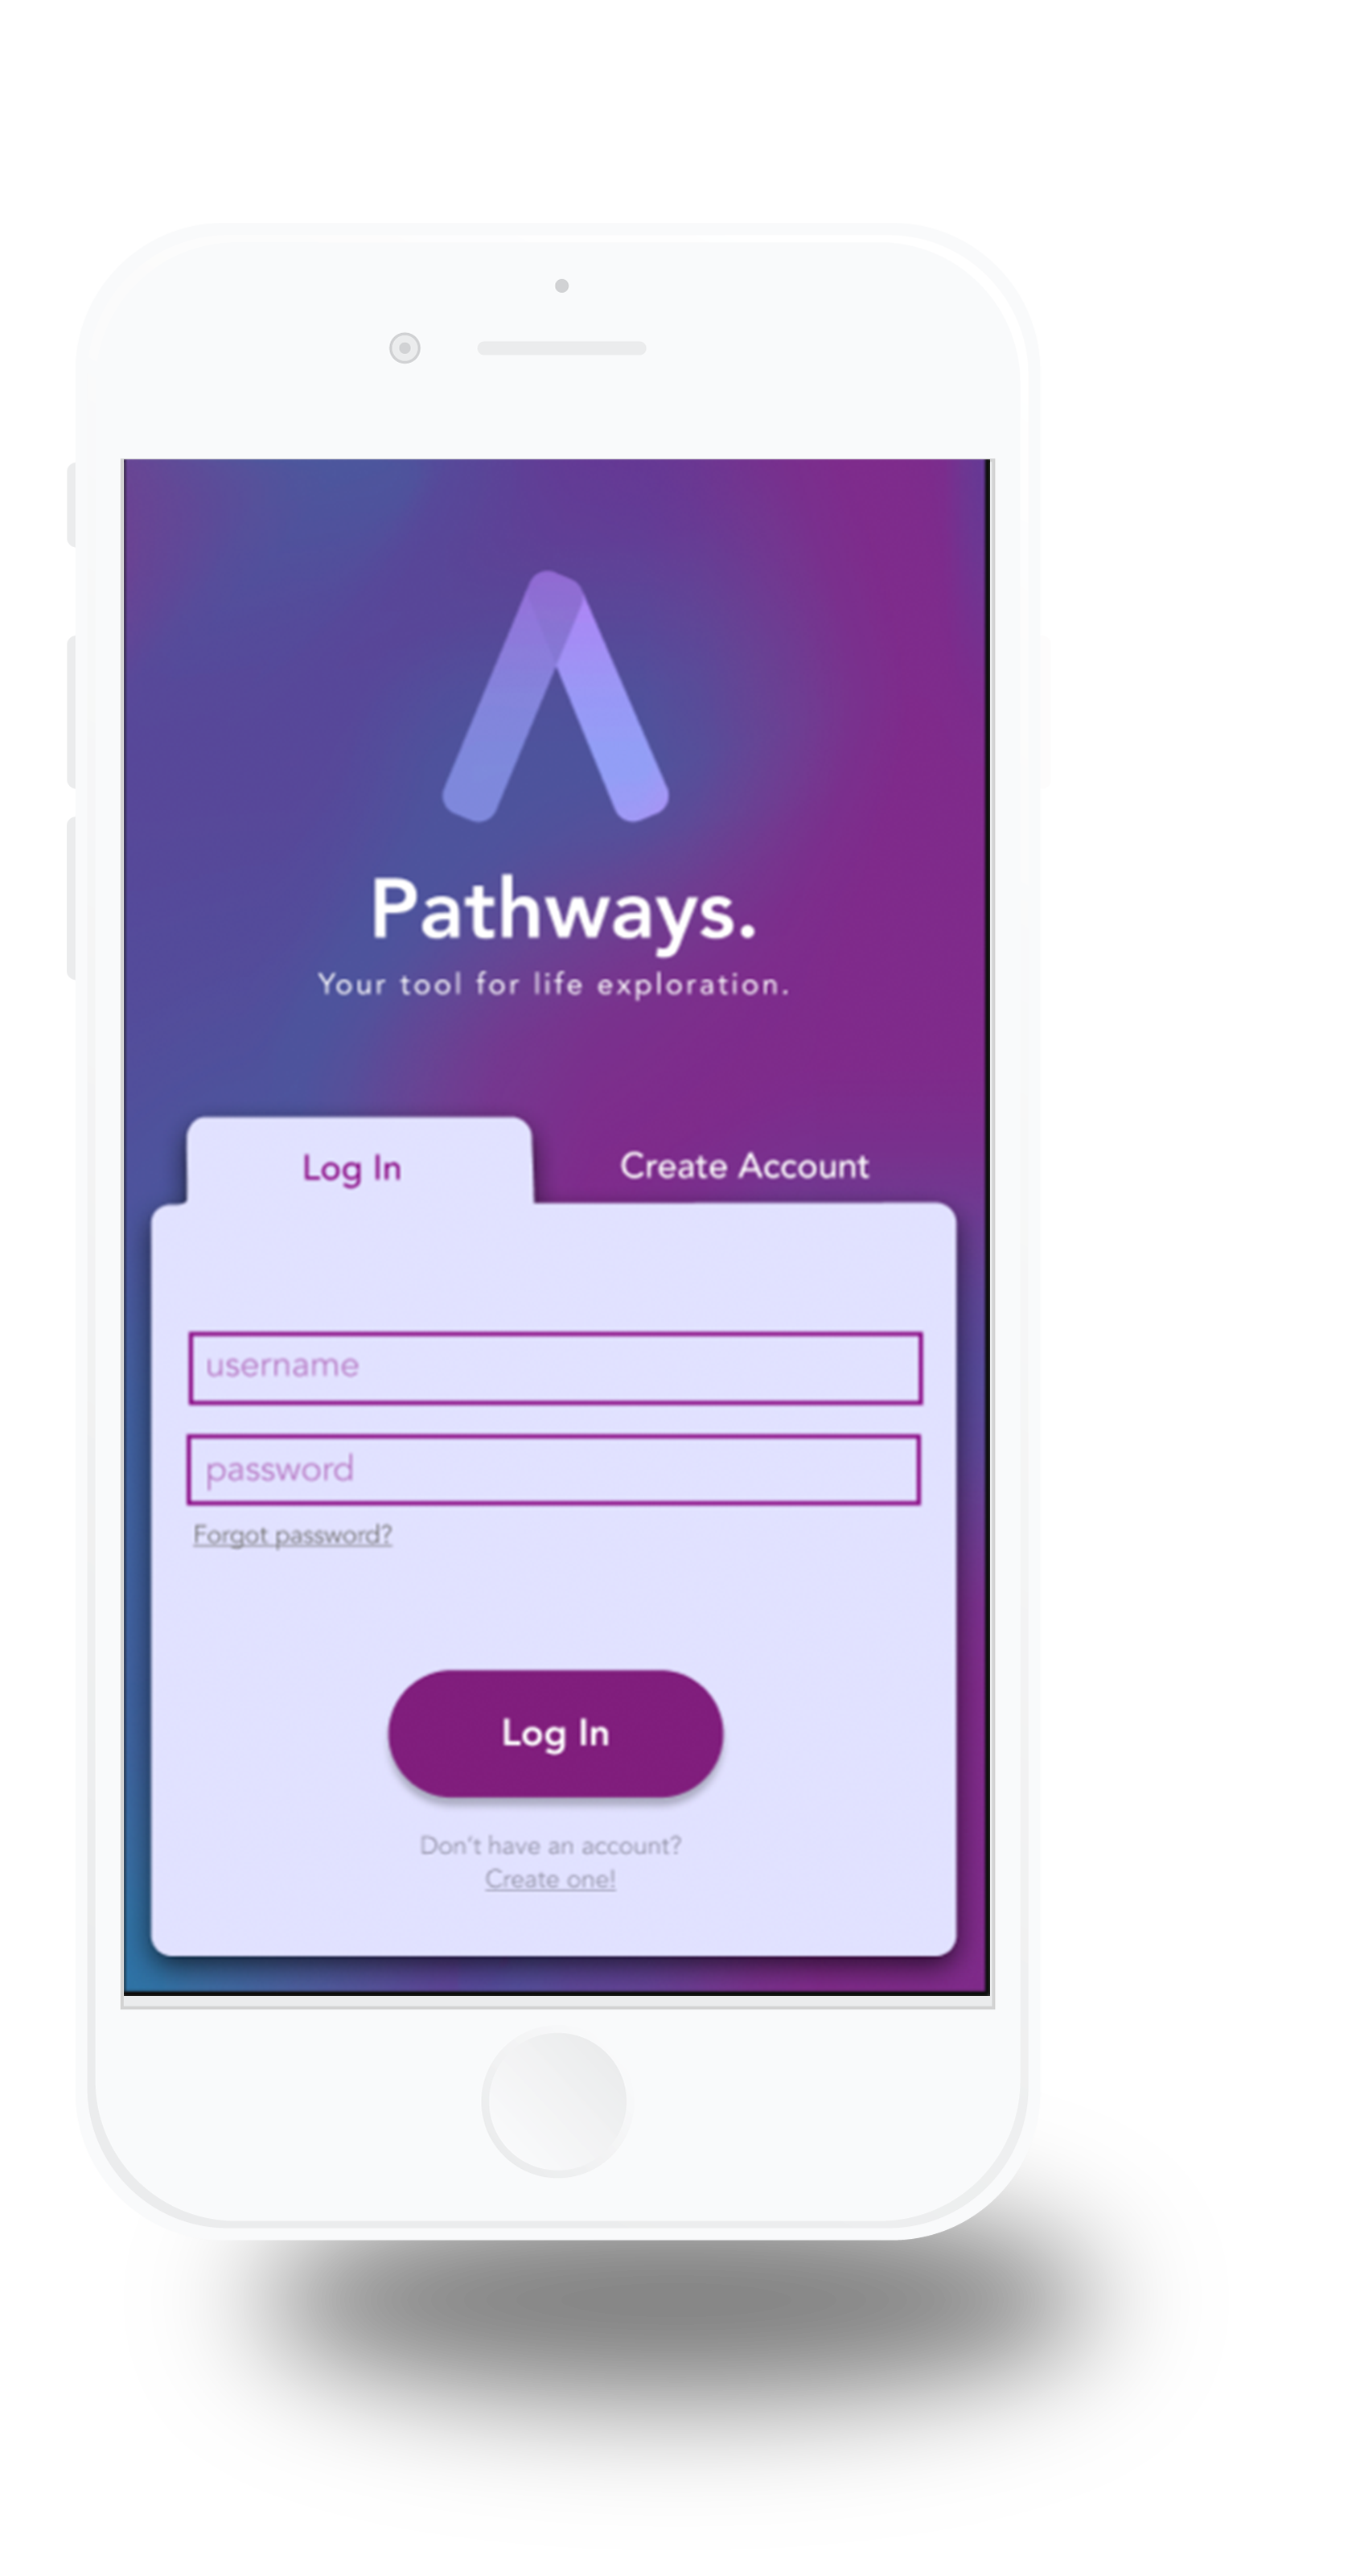 Pathways.
Your tool for life exploration.
Log In
Create Account
username
password
Forgot password?
Log In
Don't have an account?
Create one!